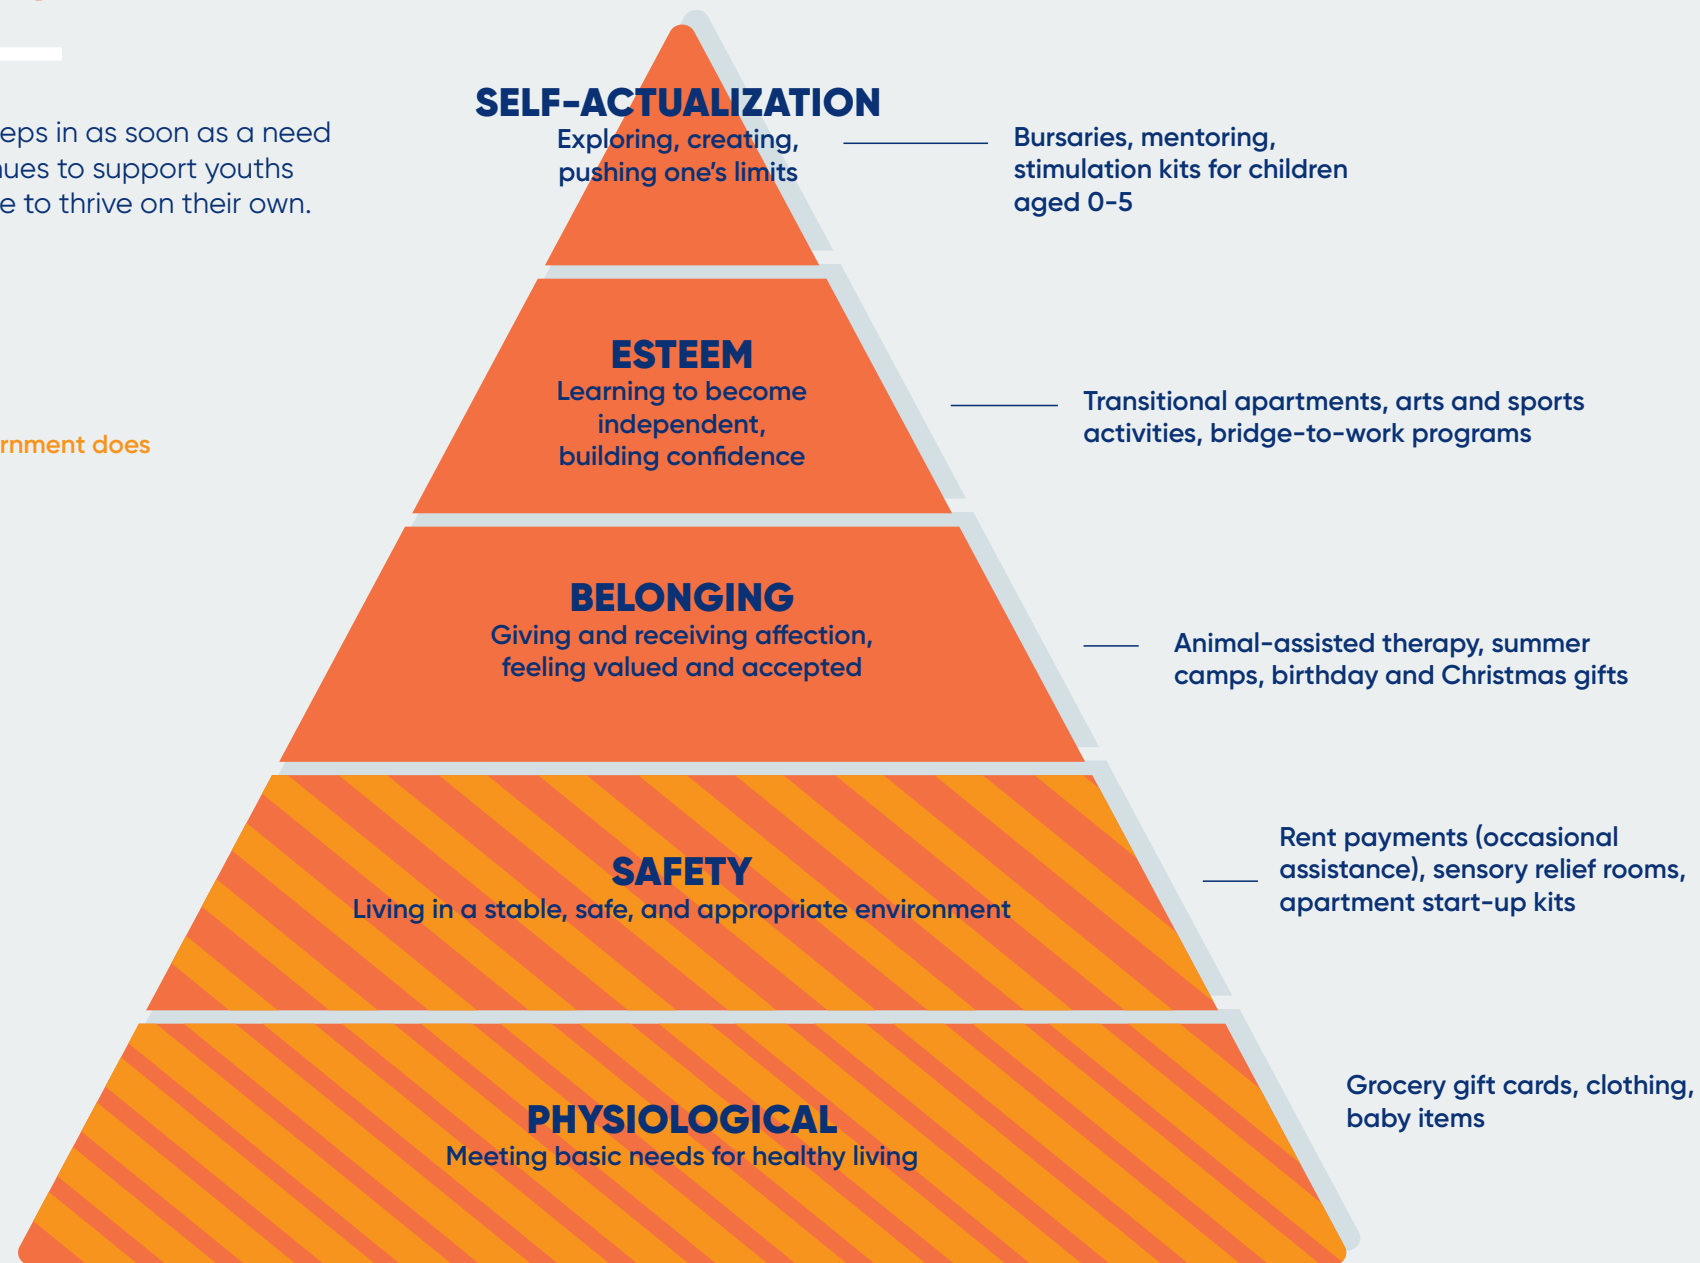 eps in as soon as a need
nues to support youths
e to thrive on their own.
rnment does
SELF-ACTUALIZATION
Exploring, creating,
pushing one's limits
Bursaries, mentoring,
stimulation kits for children
aged 0-5
ESTEEM
Learning to become
independent,
building confidence
Transitional apartments, arts and sports
activities, bridge-to-work programs
BELONGING
Giving and receiving affection,
feeling valued and accepted
Animal-assisted therapy, summer
camps, birthday and Christmas gifts
SAFETY
Living in a stable, safe, and appropriate environment
Rent payments (occasional
assistance), sensory relief rooms,
apartment start-up kits
PHYSIOLOGICAL
Meeting basic needs for healthy living
Grocery gift cards, clothing,
baby items